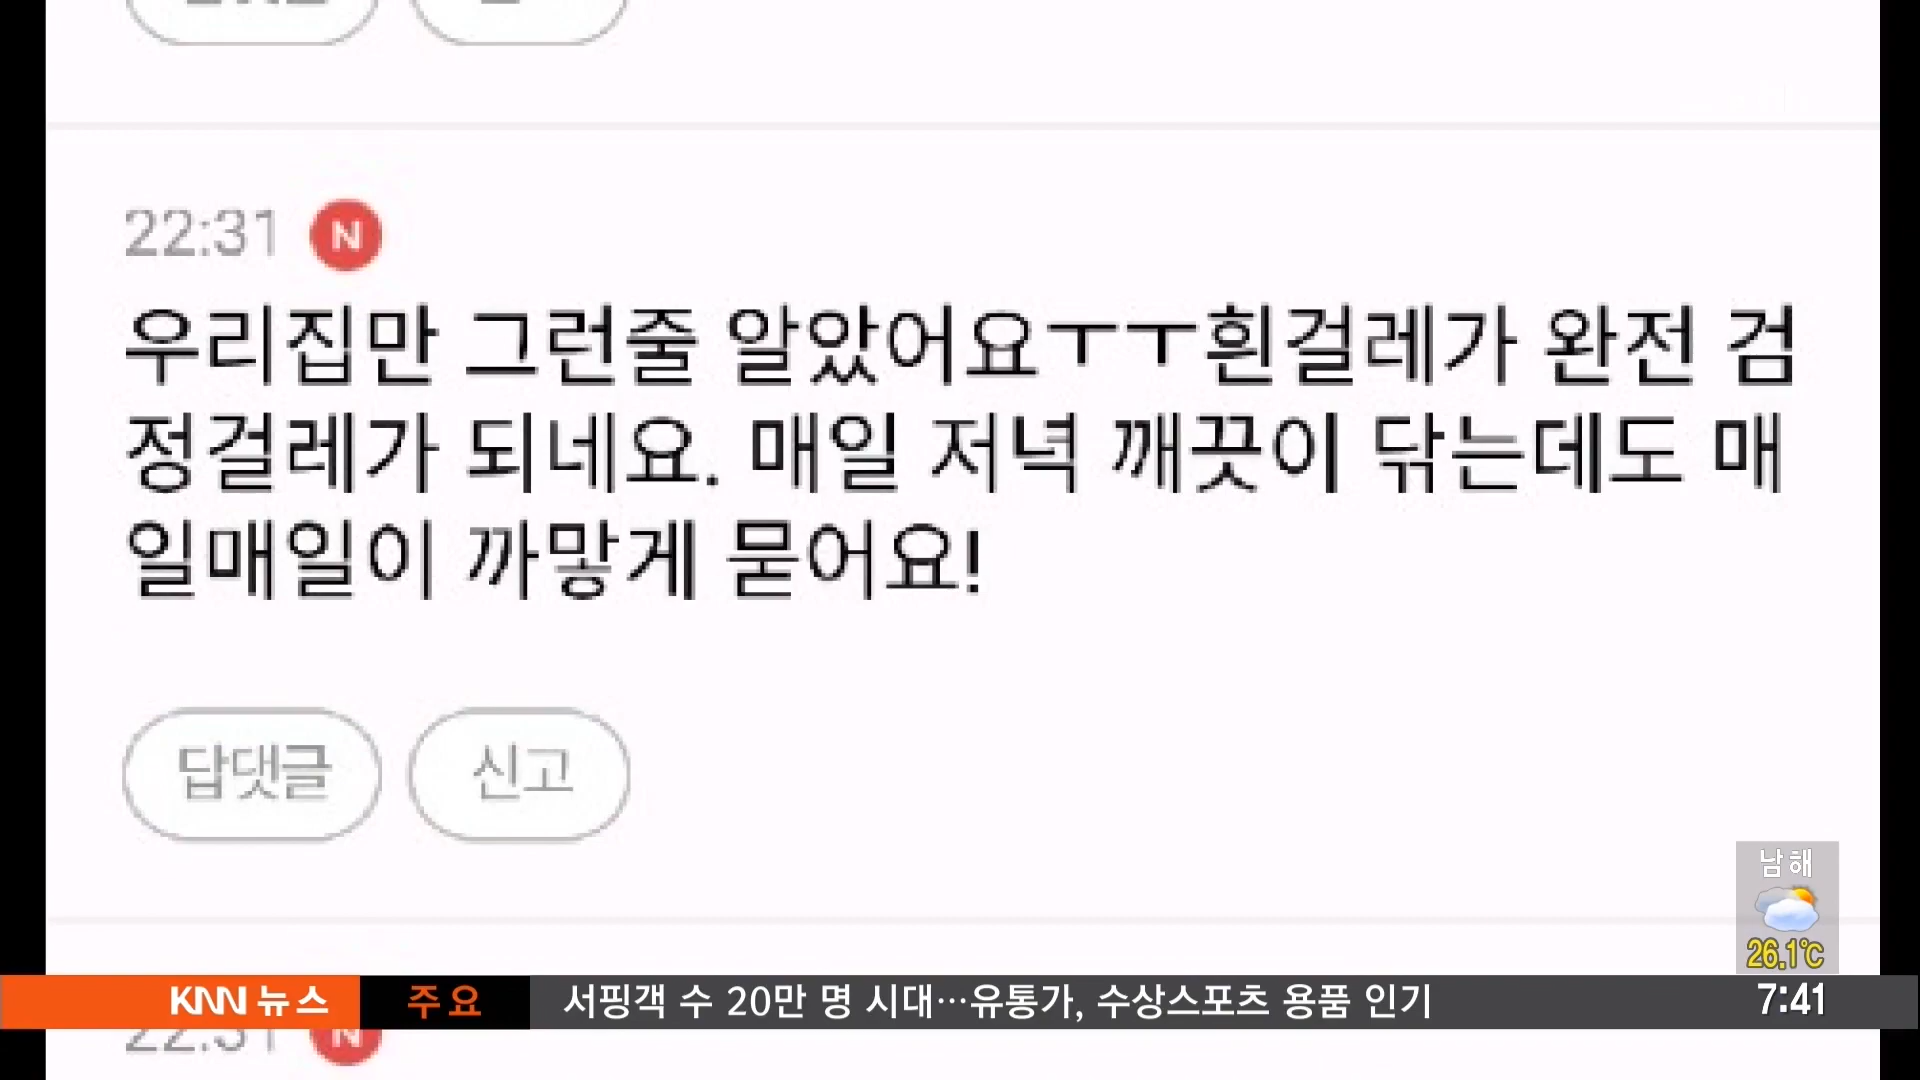 22:31 N
우리집만 그런줄 알았어요ㅜㅜ흰걸레가 완전 검
정걸레가 되네요. 매일 저녁 깨끗이 닦는데도 매
일매일이 까맣게 묻어요!
답댓글 신고
남해
26.1℃
KNN 뉴스 주요 서핑객 수 20만 명 시대…유통가, 수상스포츠 용품 인기 7:41
22:31 N